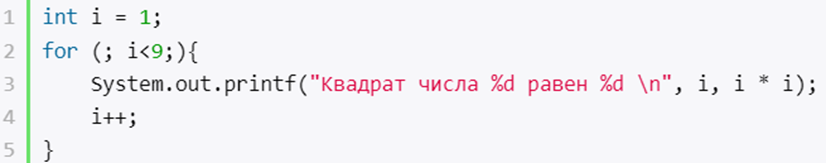 1 int i = 1;
2 for (; i<9;){
3     System.out.printf("Квадрат числа %d равен %d \n", i, i * i);
4     i++;
5 }